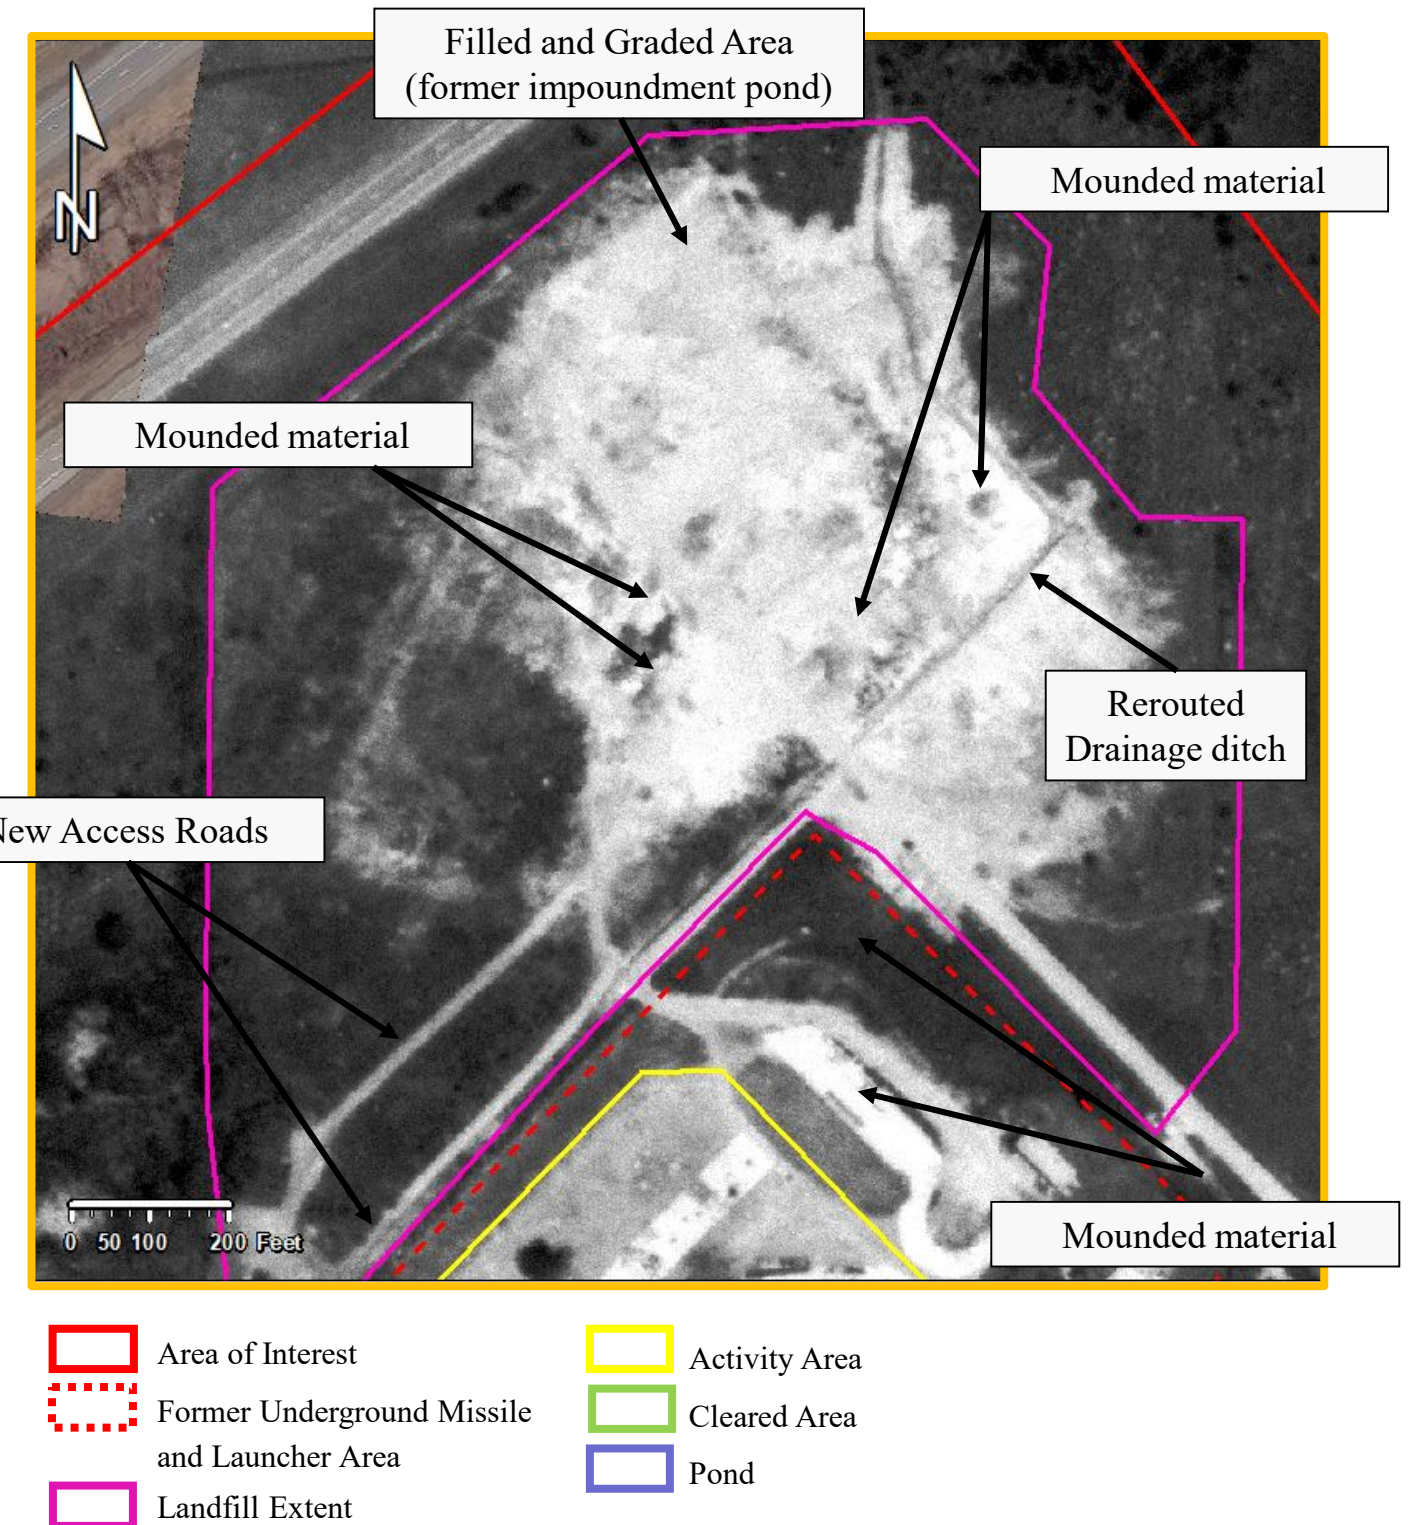 Filled and Graded Area
(former impoundment pond)
Mounded material
N
Mounded material
Rerouted
Drainage ditch
New Access Roads
0 50 100 200 Feet
Mounded material
Area of Interest
Former Underground Missile
and Launcher Area
Landfill Extent
Activity Area
Cleared Area
Pond